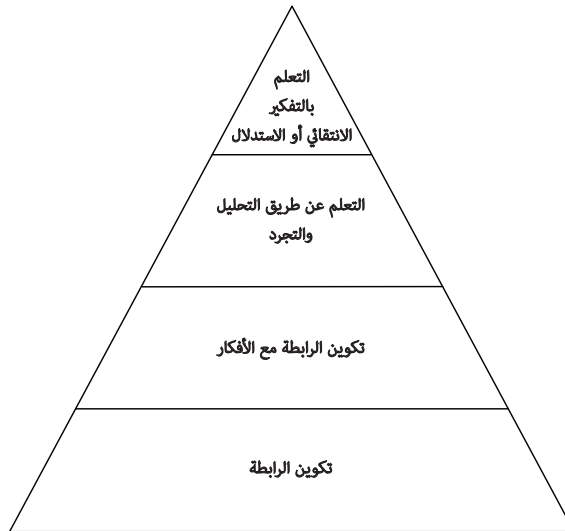 التعلم
بالتفكير
الانتقائي أو الاستدلال
التعلم عن طريق التحليل
والتجرد
تكوين الرابطة مع الأفكار
تكوين الرابطة